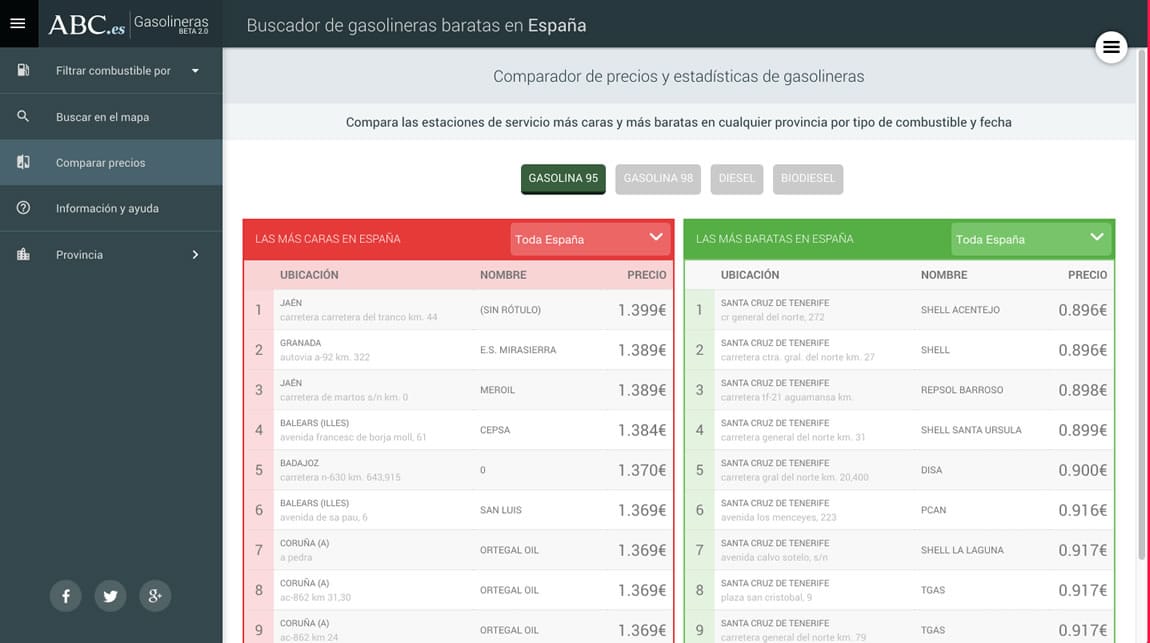 ABC.es Gasolineras
BETA 2.0
Buscador de gasolineras baratas en España
Filtrar combustible por
Buscar en el mapa
Comparar precios
Información y ayuda
Provincia
Comparador de precios y estadísticas de gasolineras
Compara las estaciones de servicio más caras y más baratas en cualquier provincia por tipo de combustible y fecha
GASOLINA 95 GASOLINA 98 DIESEL BIODIESEL
LAS MÁS CARAS EN ESPAÑA Toda España
UBICACIÓN NOMBRE PRECIO
1 JAÉN (SIN RÓTULO) 1.399€
carretera carretera del tranco km. 44
2 GRANADA E.S. MIRASIERRA 1.389€
autovia a-92 km. 322
3 JAÉN MEROIL 1.389€
carretera de martos s/n km. 0
4 BALEARS (ILLES) CEPSA 1.384€
avenida francesc de borja moll, 61
5 BADAJOZ 0 1.370€
carretera n-630 km. 643,915
6 BALEARS (ILLES) SAN LUIS 1.369€
avenida de sa pau, 6
7 CORUÑA (A) ORTEGAL OIL 1.369€
a pedra
8 CORUÑA (A) ORTEGAL OIL 1.369€
ac-862 km 31,30
9 CORUÑA (A) ORTEGAL OIL 1.369€
ac-862 km 24
LAS MÁS BARATAS EN ESPAÑA Toda España
UBICACIÓN NOMBRE PRECIO
1 SANTA CRUZ DE TENERIFE SHELL ACENTEJO 0.896€
cr general del norte, 272
2 SANTA CRUZ DE TENERIFE SHELL 0.896€
carretera ctra. gral. del norte km. 27
3 SANTA CRUZ DE TENERIFE REPSOL BARROSO 0.898€
carretera tf-21 aguamansa km.
4 SANTA CRUZ DE TENERIFE SHELL SANTA URSULA 0.899€
carretera general del norte km. 31
5 SANTA CRUZ DE TENERIFE DISA 0.900€
carretera gral del norte km. 20,400
6 SANTA CRUZ DE TENERIFE PCAN 0.916€
avenida los menceyes, 223
7 SANTA CRUZ DE TENERIFE SHELL LA LAGUNA 0.917€
avenida calvo sotelo, s/n
8 SANTA CRUZ DE TENERIFE TGAS 0.917€
plaza san cristobal, 9
9 SANTA CRUZ DE TENERIFE TGAS 0.917€
carretera general del norte km. 79